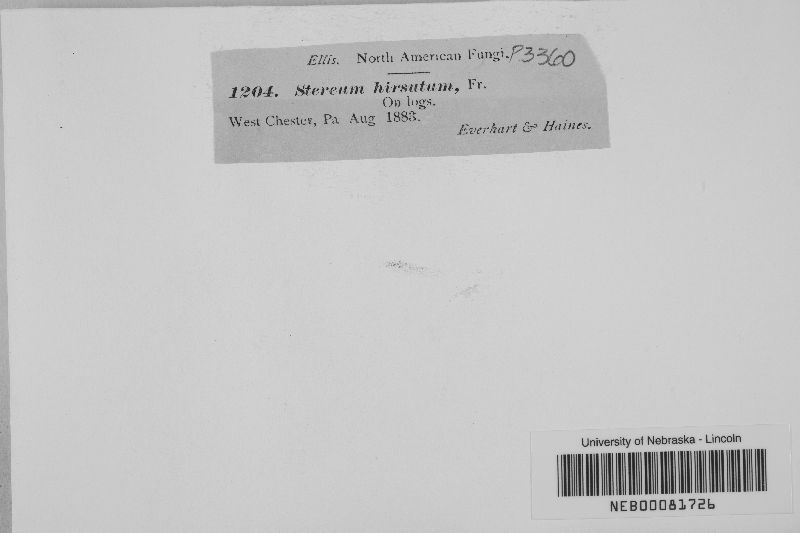 Ellis. North American Fungi. P3360
1204. Stereum hirsutum, Fr.
On logs.
West Chester, Pa Aug 1883.
Everhart & Haines.
University of Nebraska - Lincoln
NEB00081726